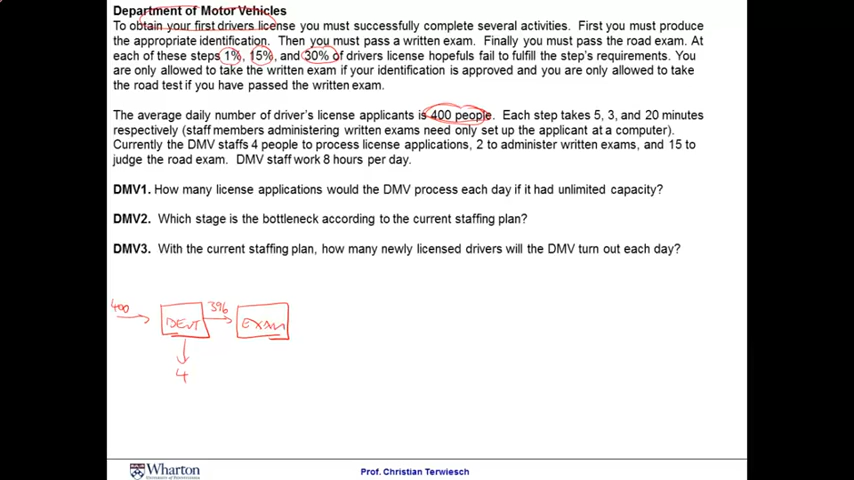 Department of Motor Vehicles
To obtain your first drivers license you must successfully complete several activities. First you must produce
the appropriate identification. Then you must pass a written exam. Finally you must pass the road exam. At
each of these steps 1%, 15%, and 30% of drivers license hopefuls fail to fulfill the step's requirements. You
are only allowed to take the written exam if your identification is approved and you are only allowed to take
the road test if you have passed the written exam.
The average daily number of driver's license applicants is 400 people. Each step takes 5, 3, and 20 minutes
respectively (staff members administering written exams need only set up the applicant at a computer).
Currently the DMV staffs 4 people to process license applications, 2 to administer written exams, and 15 to
judge the road exam. DMV staff work 8 hours per day.
DMV1. How many license applications would the DMV process each day if it had unlimited capacity?
DMV2. Which stage is the bottleneck according to the current staffing plan?
DMV3. With the current staffing plan, how many newly licensed drivers will the DMV turn out each day?
400 396
IDENT EXAM
4
Wharton
UNIVERSITY of PENNSYLVANIA
Prof. Christian Terwiesch